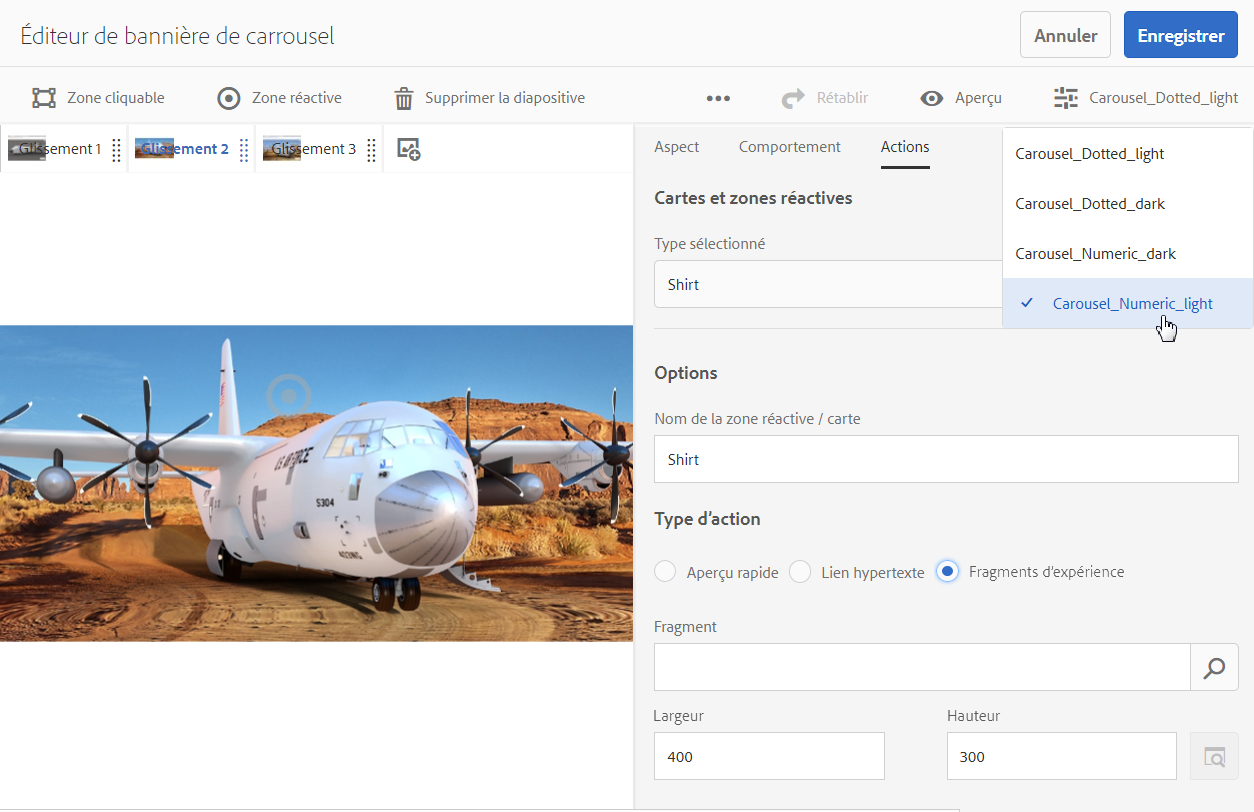 Éditeur de bannière de carrousel
Annuler
Enregistrer
Zone cliquable
Zone réactive
Supprimer la diapositive
Rétablir
Aperçu
Carousel_Dotted_light
Glissement 1
Glissement 2
Glissement 3
Aspect
Comportement
Actions
Carousel_Dotted_light
Carousel_Dotted_dark
Carousel_Numeric_dark
Carousel_Numeric_light
Cartes et zones réactives
Type sélectionné
Shirt
Options
Nom de la zone réactive / carte
Shirt
Type d’action
Aperçu rapide
Lien hypertexte
Fragments d’expérience
Fragment
Largeur
Hauteur
400
300
U.S. AIR FORCE
5304